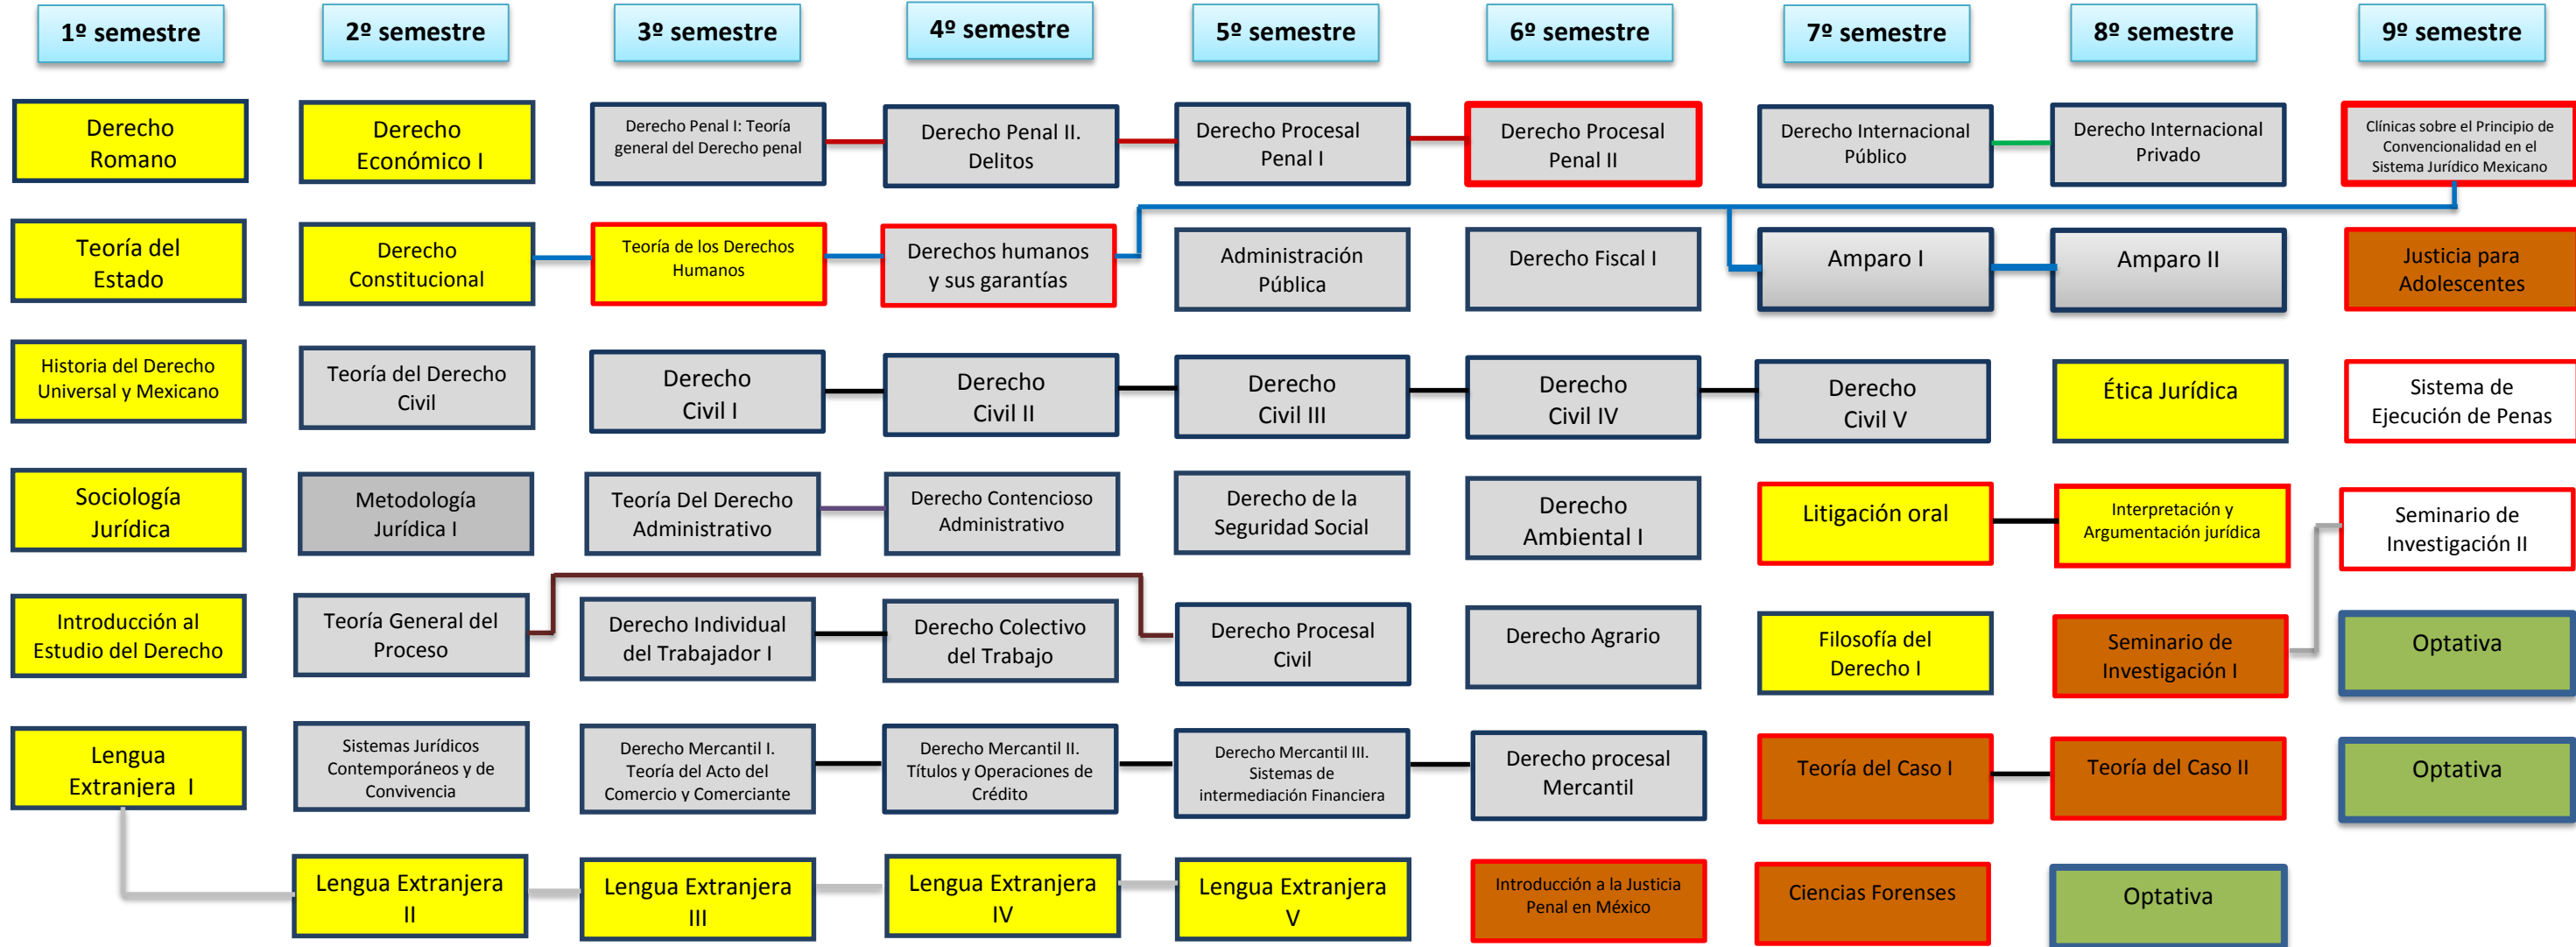 1º semestre
2º semestre
3º semestre
4º semestre
5º semestre
6º semestre
7º semestre
8º semestre
9º semestre
Derecho
Romano
Derecho
Económico I
Derecho Penal I: Teoría
general del Derecho penal
Derecho Penal II.
Delitos
Derecho Procesal
Penal I
Derecho Procesal
Penal II
Derecho Internacional
Público
Derecho Internacional
Privado
Clínicas sobre el Principio de
Convencionalidad en el
Sistema Jurídico Mexicano
Teoría del
Estado
Derecho
Constitucional
Teoría de los Derechos
Humanos
Derechos humanos
y sus garantías
Administración
Pública
Derecho Fiscal I
Amparo I
Amparo II
Justicia para
Adolescentes
Historia del Derecho
Universal y Mexicano
Teoría del Derecho
Civil
Derecho
Civil I
Derecho
Civil II
Derecho
Civil III
Derecho
Civil IV
Derecho
Civil V
Ética Jurídica
Sistema de
Ejecución de Penas
Sociología
Jurídica
Metodología
Jurídica I
Teoría Del Derecho
Administrativo
Derecho Contencioso
Administrativo
Derecho de la
Seguridad Social
Derecho
Ambiental I
Litigación oral
Interpretación y
Argumentación jurídica
Seminario de
Investigación II
Introducción al
Estudio del Derecho
Teoría General del
Proceso
Derecho Individual
del Trabajador I
Derecho Colectivo
del Trabajo
Derecho Procesal
Civil
Derecho Agrario
Filosofía del
Derecho I
Seminario de
Investigación I
Optativa
Lengua
Extranjera I
Sistemas Jurídicos
Contemporáneos y de
Convivencia
Derecho Mercantil I.
Teoría del Acto del
Comercio y Comerciante
Derecho Mercantil II.
Títulos y Operaciones de
Crédito
Derecho Mercantil III.
Sistemas de
intermediación Financiera
Derecho procesal
Mercantil
Teoría del Caso I
Teoría del Caso II
Optativa
Lengua Extranjera
II
Lengua Extranjera
III
Lengua Extranjera
IV
Lengua Extranjera
V
Introducción a la Justicia
Penal en México
Ciencias Forenses
Optativa